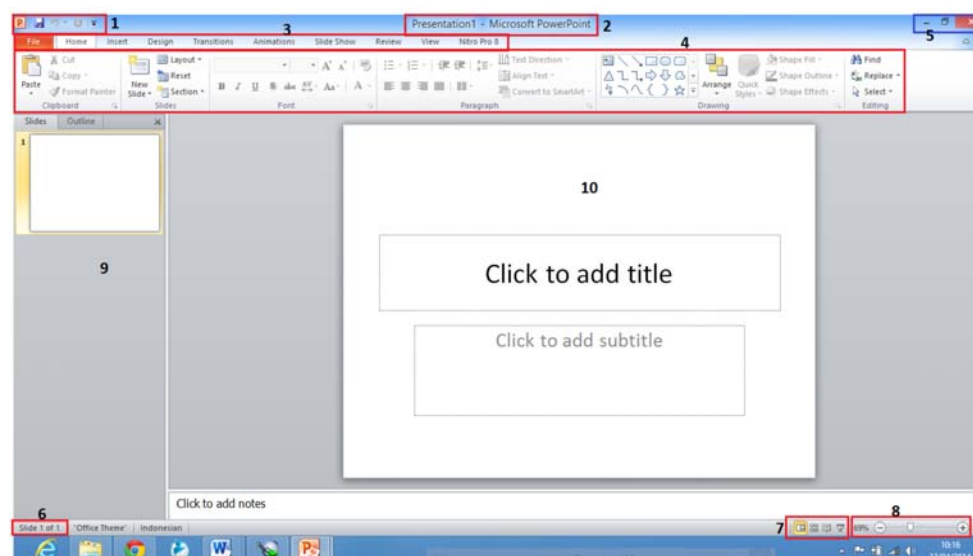 1
Presentation1 - Microsoft PowerPoint
2
3
4
5
File Home Insert Design Transitions Animations Slide Show Review View Nitro Pro 8
Paste
Cut
Copy
Format Painter
Clipboard
New Slide
Layout
Reset
Section
Slides
B I U S abc AV Aa A
Font
Text Direction
Align Text
Convert to SmartArt
Paragraph
Arrange
Quick Styles
Shape Fill
Shape Outline
Shape Effects
Drawing
Find
Replace
Select
Editing
Slides Outline
1
9
10
Click to add title
Click to add subtitle
Click to add notes
6
7
8
Slide 1 of 1 "Office Theme" Indonesian
69%
10:16